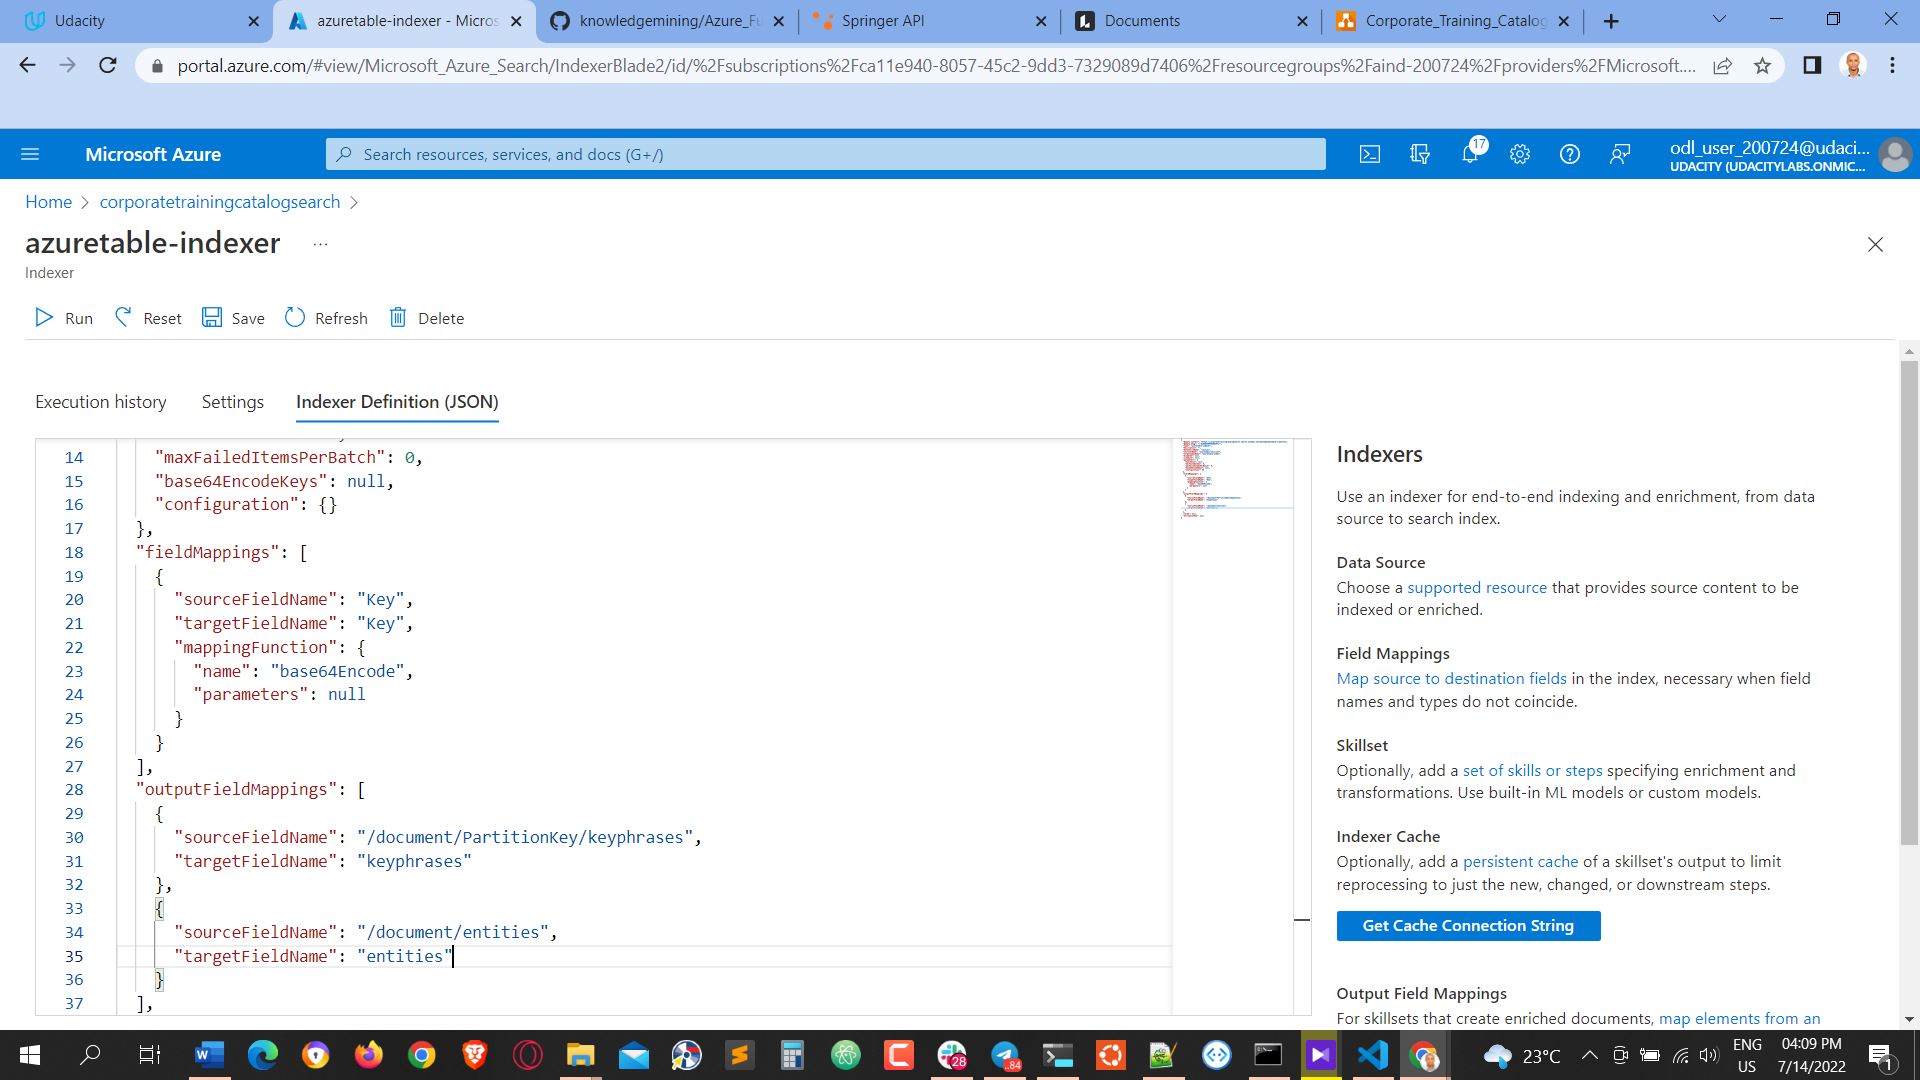 Udacity
azuretable-indexer - Micros
knowledgemining/Azure_Fu
Springer API
Documents
Corporate_Training_Catalog
portal.azure.com/#view/Microsoft_Azure_Search/IndexerBlade2/id/%2Fsubscriptions%2Fca11e940-8057-45c2-9dd3-7329089d7406%2Fresourcegroups%2Faind-200724%2Fproviders%2FMicrosoft....
Microsoft Azure
Search resources, services, and docs (G+/)
17
odl_user_200724@udaci...
UDACITY (UDACITYLABS.ONMIC...
Home > corporatetrainingcatalogsearch >
azuretable-indexer ...
Indexer
Run Reset Save Refresh Delete
Execution history Settings Indexer Definition (JSON)
14 "maxFailedItemsPerBatch": 0,
15 "base64EncodeKeys": null,
16 "configuration": {}
17 },
18 "fieldMappings": [
19 {
20 "sourceFieldName": "Key",
21 "targetFieldName": "Key",
22 "mappingFunction": {
23 "name": "base64Encode",
24 "parameters": null
25 }
26 }
27 ],
28 "outputFieldMappings": [
29 {
30 "sourceFieldName": "/document/PartitionKey/keyphrases",
31 "targetFieldName": "keyphrases"
32 },
33 {
34 "sourceFieldName": "/document/entities",
35 "targetFieldName": "entities"
36 }
37 ],
Indexers
Use an indexer for end-to-end indexing and enrichment, from data
source to search index.
Data Source
Choose a supported resource that provides source content to be
indexed or enriched.
Field Mappings
Map source to destination fields in the index, necessary when field
names and types do not coincide.
Skillset
Optionally, add a set of skills or steps specifying enrichment and
transformations. Use built-in ML models or custom models.
Indexer Cache
Optionally, add a persistent cache of a skillset's output to limit
reprocessing to just the new, changed, or downstream steps.
Get Cache Connection String
Output Field Mappings
For skillsets that create enriched documents, map elements from an
28
84
23°C
ENG
US
04:09 PM
7/14/2022
1